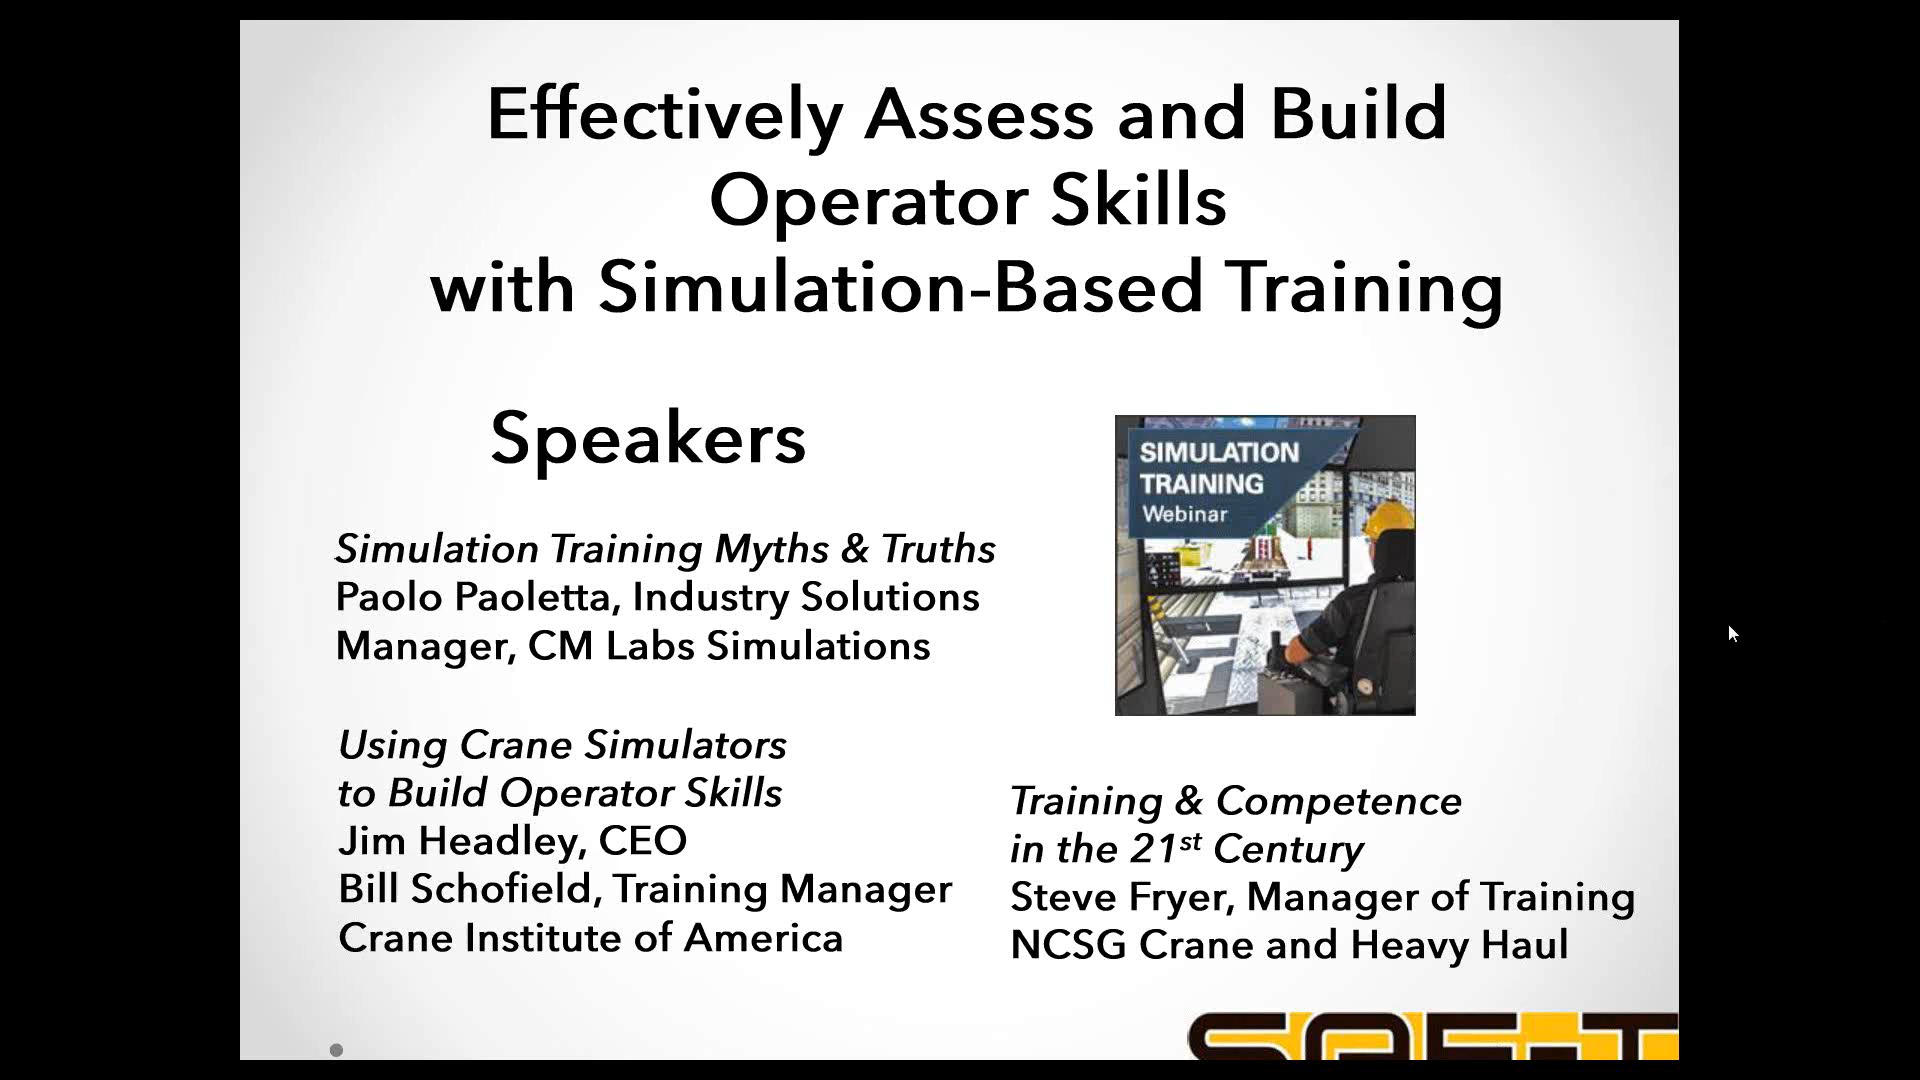 Effectively Assess and Build
Operator Skills
with Simulation-Based Training
Speakers
SIMULATION
TRAINING
Webinar
Simulation Training Myths & Truths
Paolo Paoletta, Industry Solutions
Manager, CM Labs Simulations
Using Crane Simulators
to Build Operator Skills
Jim Headley, CEO
Bill Schofield, Training Manager
Crane Institute of America
Training & Competence
in the 21st Century
Steve Fryer, Manager of Training
NCSG Crane and Heavy Haul